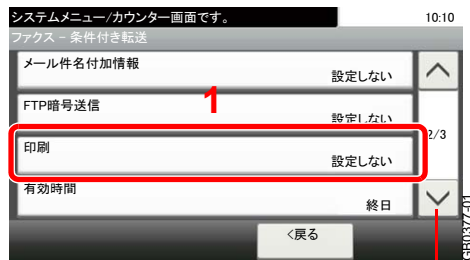 システムメニュー/カウンター画面です。
10:10
ファクス - 条件付き転送
メール件名付加情報
設定しない
FTP暗号送信
設定しない
1
2/3
印刷
設定しない
有効時間
終日
<戻る
GB0377-01